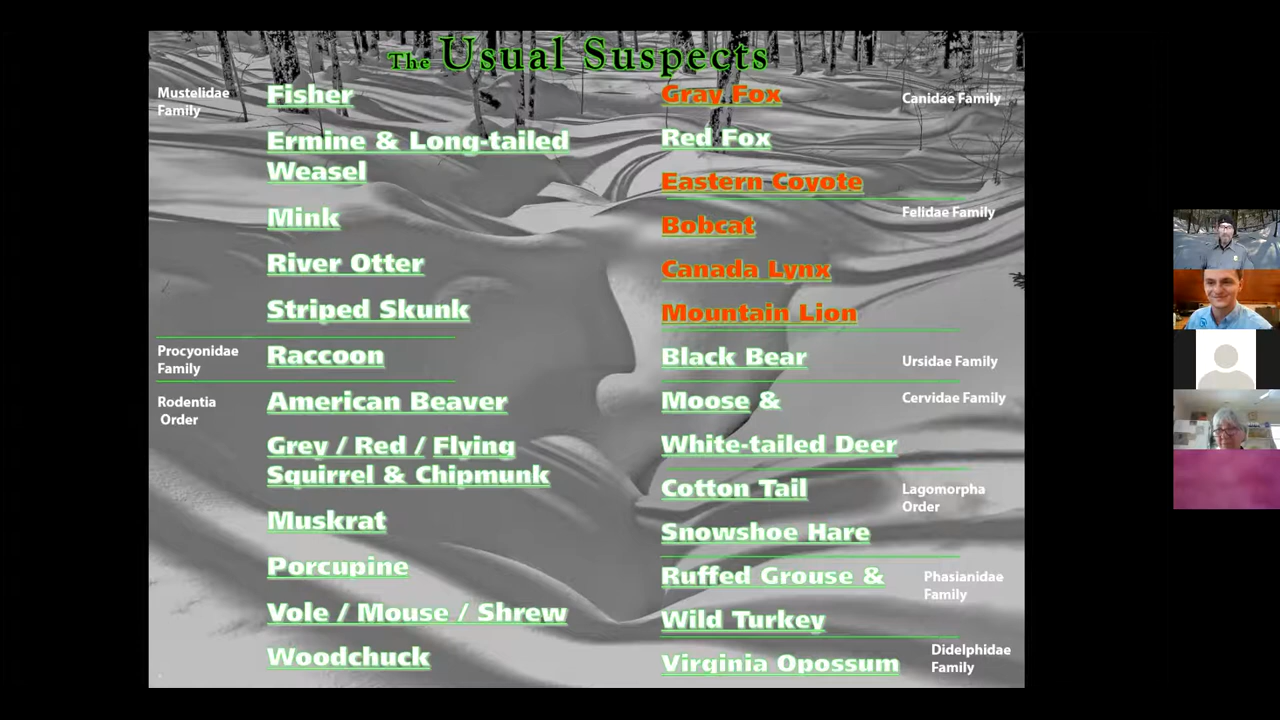 The Usual Suspects
Mustelidae
Family
Fisher
Ermine & Long-tailed
Weasel
Mink
River Otter
Striped Skunk
Procyonidae
Family
Raccoon
Rodentia
Order
American Beaver
Grey / Red / Flying
Squirrel & Chipmunk
Muskrat
Porcupine
Vole / Mouse / Shrew
Woodchuck
Gray Fox
Canidae Family
Red Fox
Eastern Coyote
Felidae Family
Bobcat
Canada Lynx
Mountain Lion
Black Bear
Ursidae Family
Moose &
Cervidae Family
White-tailed Deer
Cotton Tail
Lagomorpha
Order
Snowshoe Hare
Ruffed Grouse &
Phasianidae
Family
Wild Turkey
Virginia Opossum
Didelphidae
Family